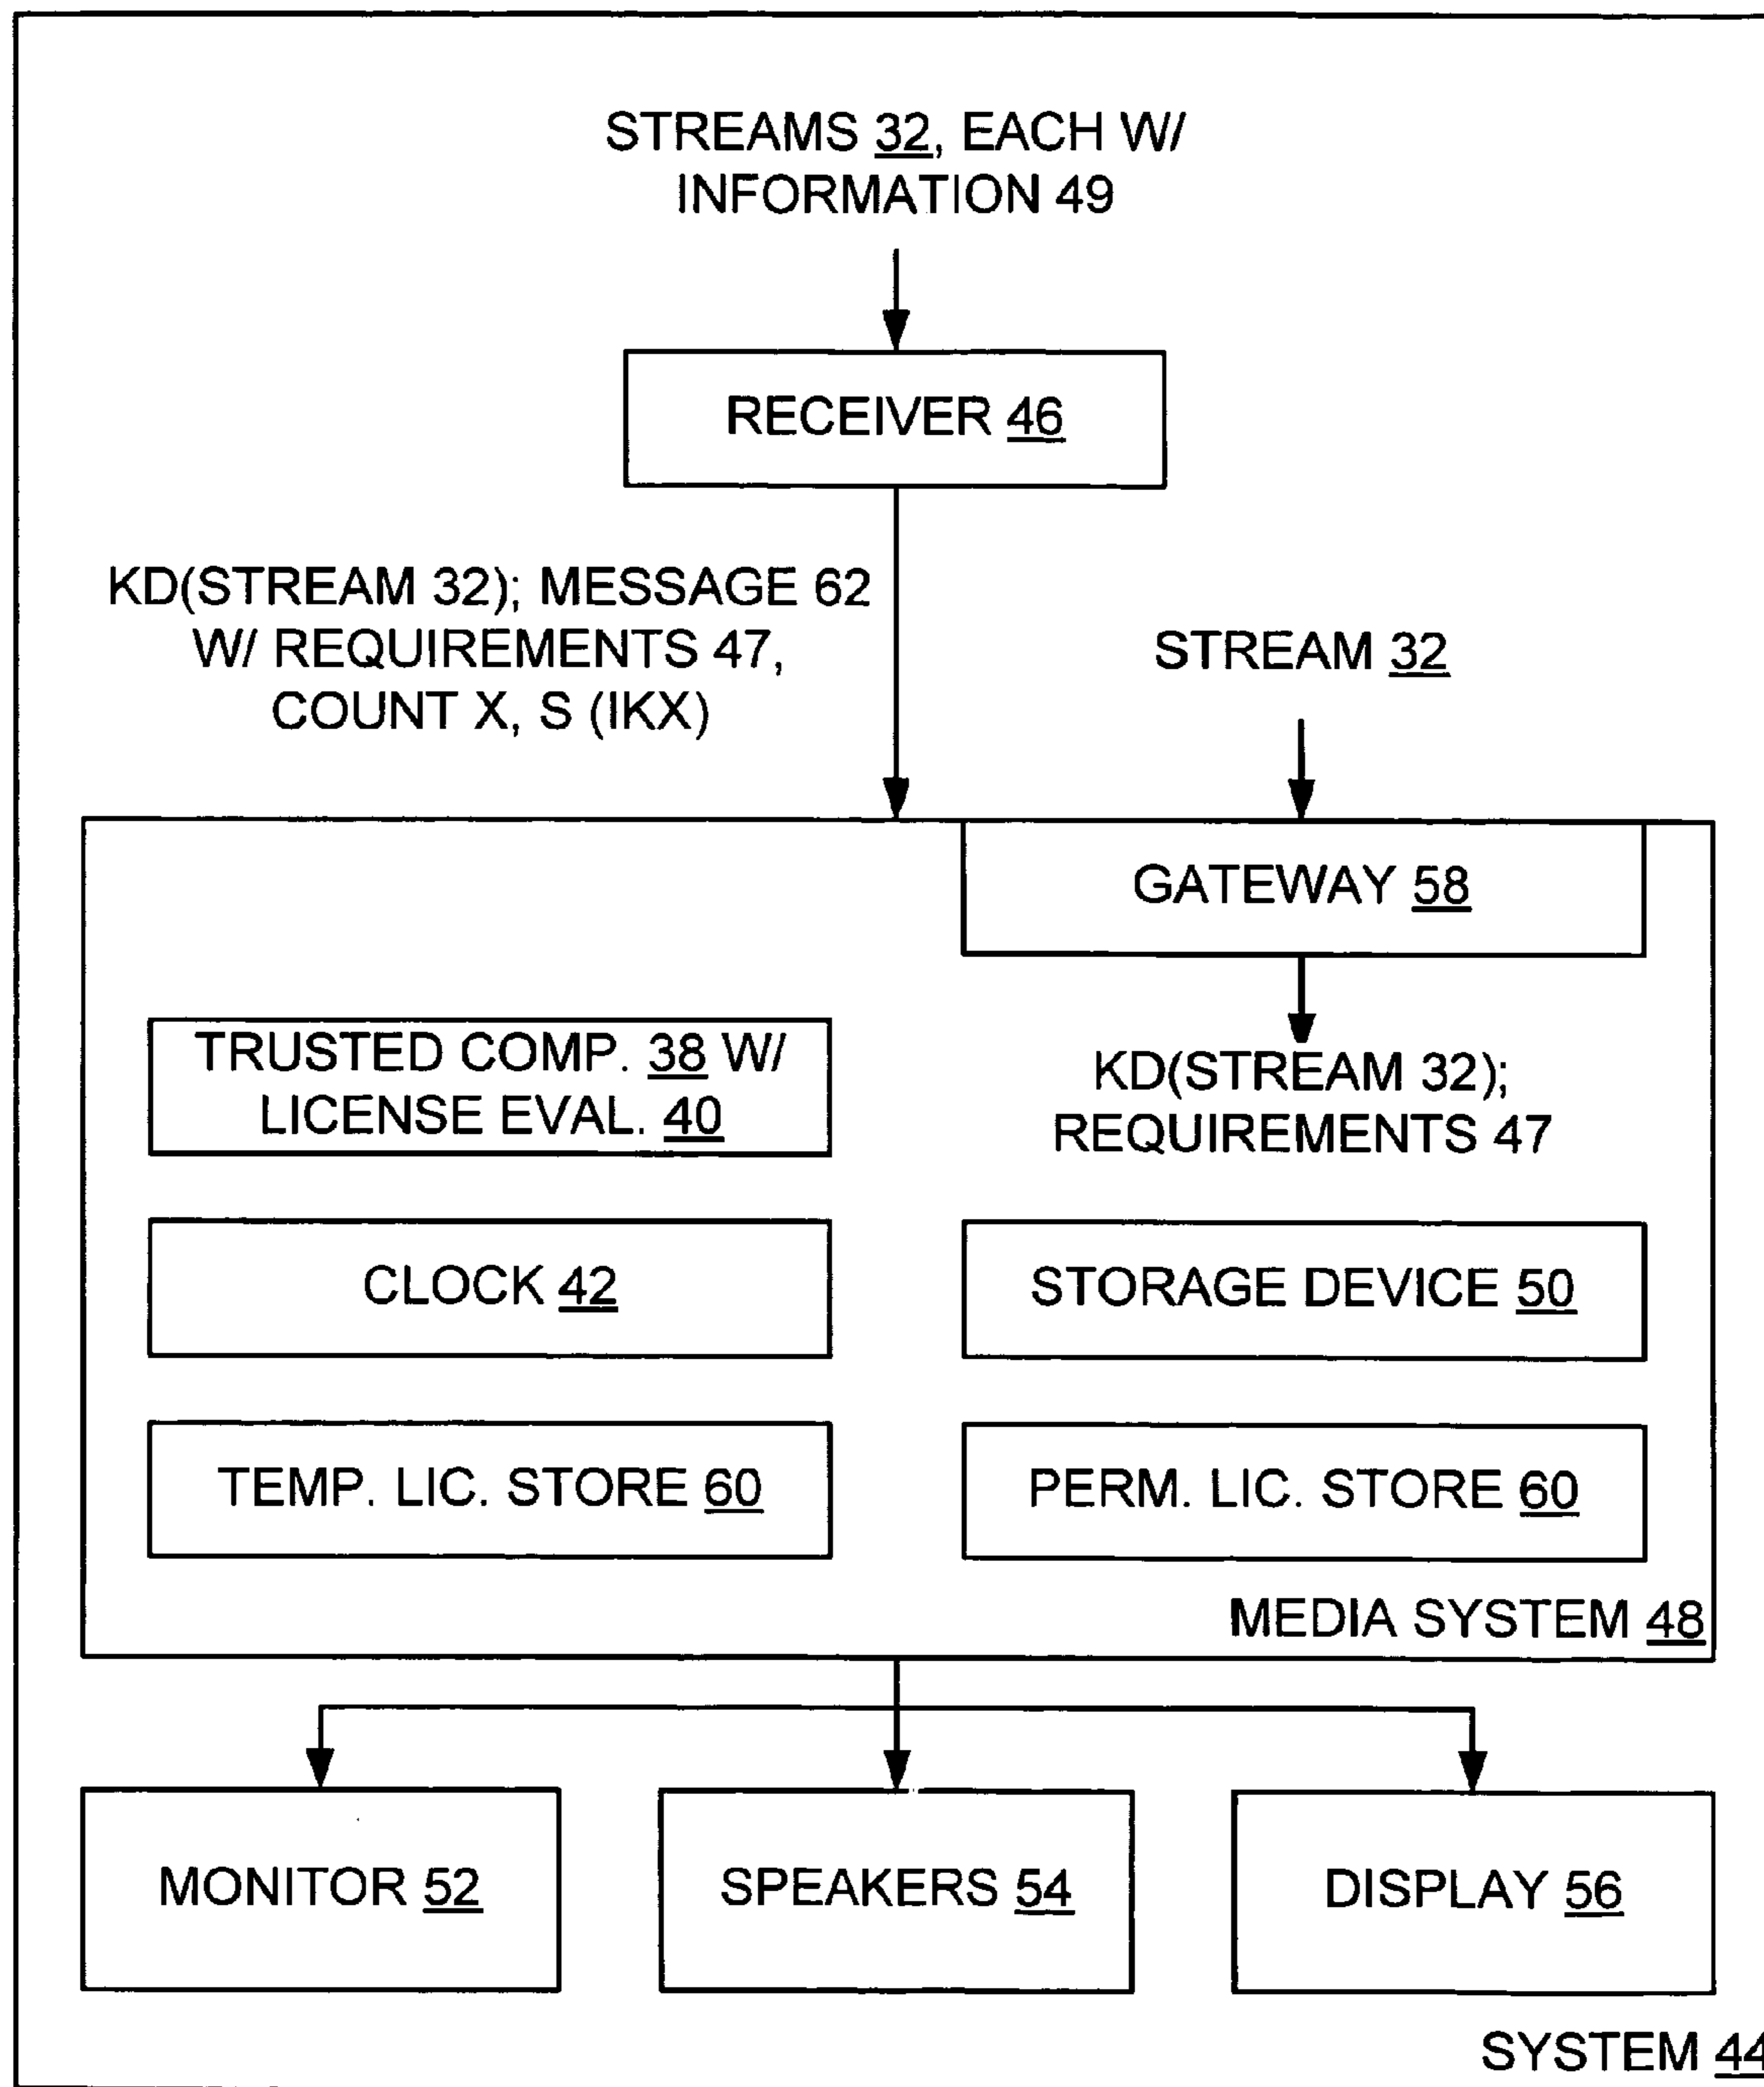 STREAMS 32, EACH W/
INFORMATION 49
RECEIVER 46
KD(STREAM 32); MESSAGE 62
W/ REQUIREMENTS 47,
COUNT X, S (IKX)
STREAM 32
GATEWAY 58
TRUSTED COMP. 38 W/
LICENSE EVAL. 40
KD(STREAM 32);
REQUIREMENTS 47
CLOCK 42
STORAGE DEVICE 50
TEMP. LIC. STORE 60
PERM. LIC. STORE 60
MEDIA SYSTEM 48
MONITOR 52
SPEAKERS 54
DISPLAY 56
SYSTEM 44